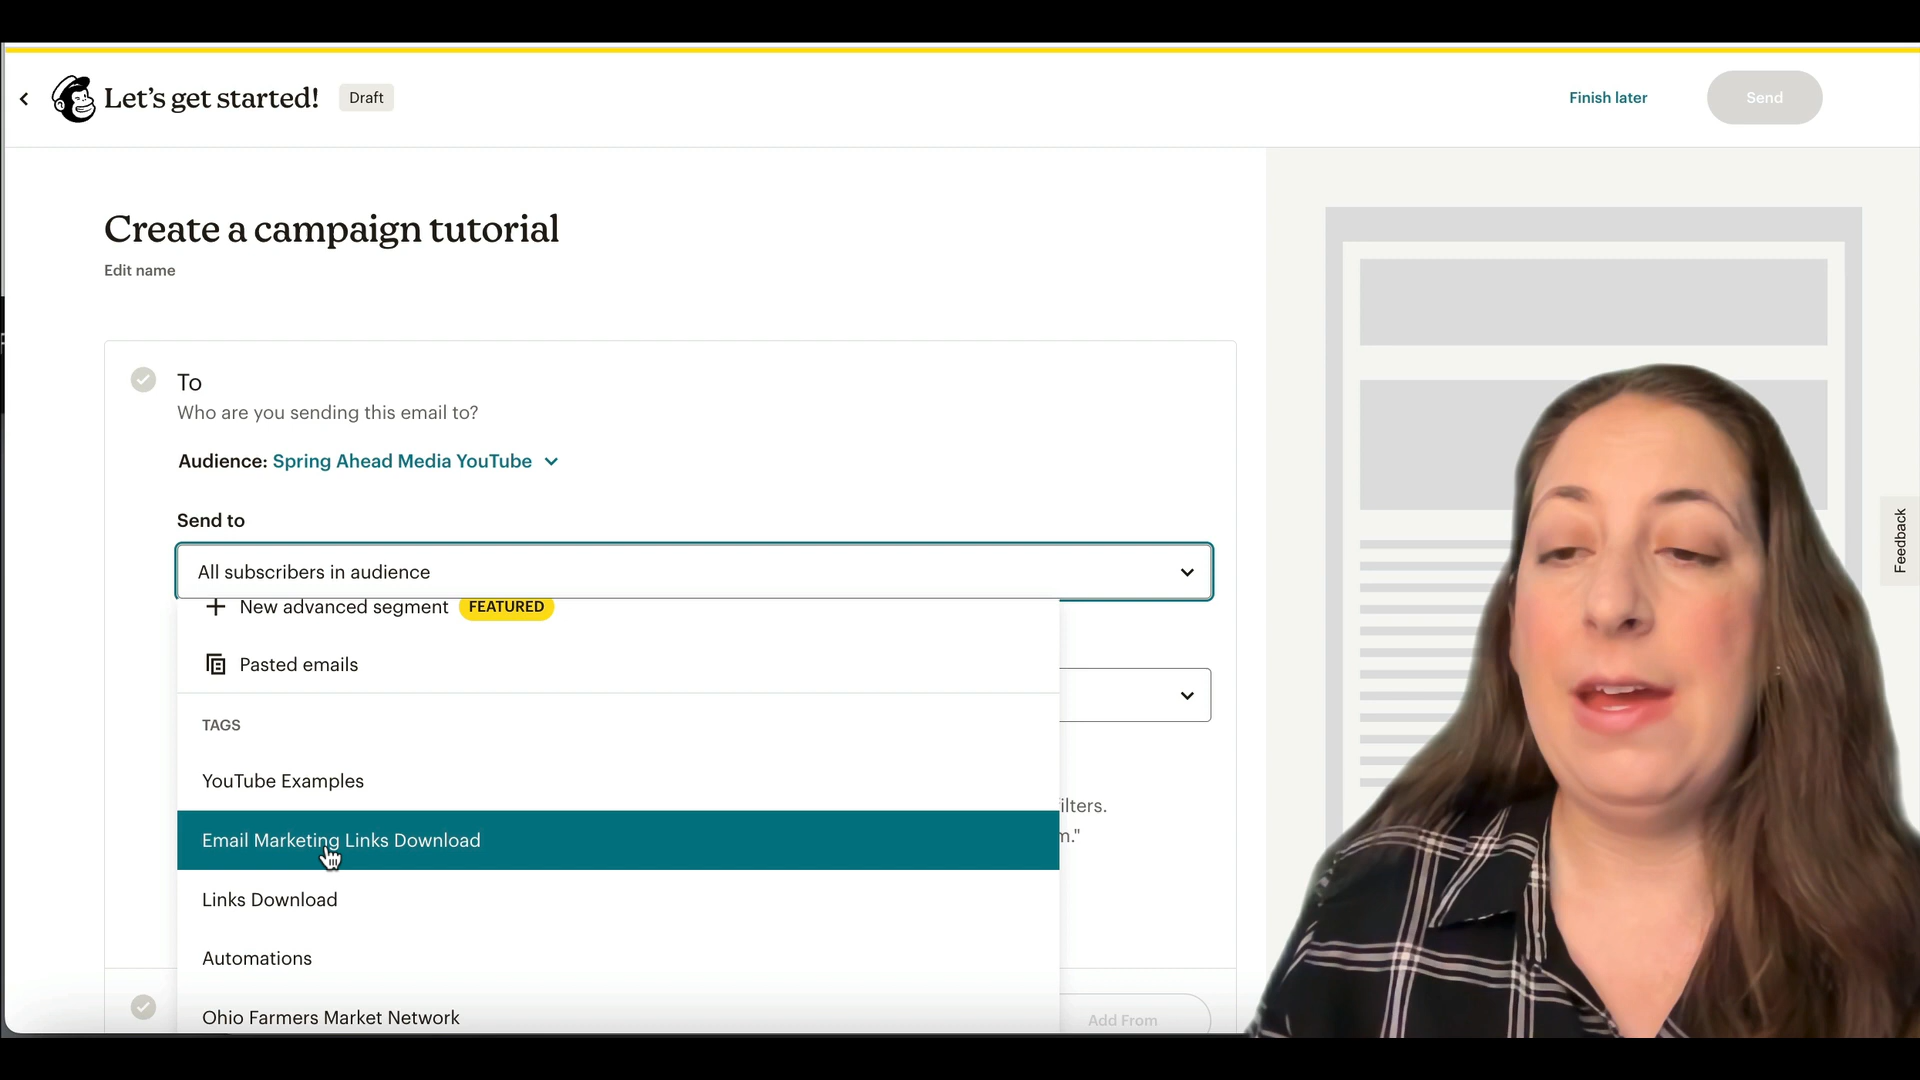 Let's get started!
Draft
Finish later
Send
Create a campaign tutorial
Edit name
To
Who are you sending this email to?
Audience: Spring Ahead Media YouTube
Send to
All subscribers in audience
New advanced segment FEATURED
Pasted emails
TAGS
YouTube Examples
ilters.
Email Marketing Links Download
m."
Links Download
Automations
Ohio Farmers Market Network
Add From
Feedback